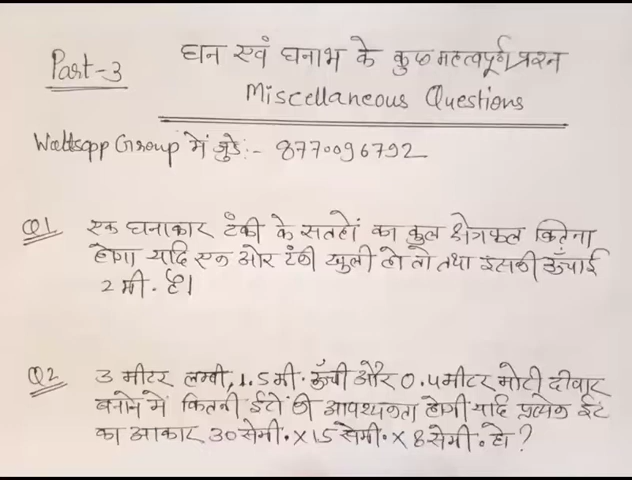 Part-3
घन एवं घनाभ के कुछ महत्वपूर्ण प्रश्न
Miscellaneous Questions
Wattsapp Group में जुड़े:- 8770096792
Q1 एक घनाकार टंकी के सतहों का कुल क्षेत्रफल कितना
होगा यदि एक ओर टंकी खुली हो तो तथा इसकी ऊँचाई
2 मी. है।
Q2 3 मीटर लम्बी, 1.5 मी. ऊँची और 0.4 मीटर मोटी दीवार
बनाने में कितनी ईटों की आवश्यकता होगी यदि प्रत्येक ईट
का आकार 30 सेमी. × 15 सेमी. × 8 सेमी. हो ?